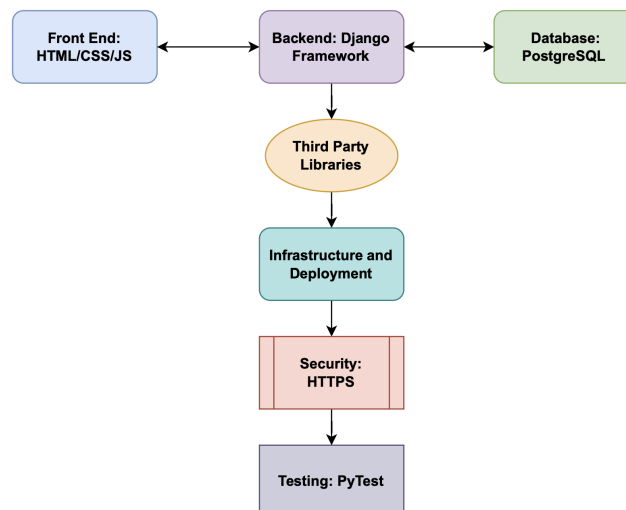 Front End:
HTML/CSS/JS
Backend: Django
Framework
Database:
PostgreSQL
Third Party
Libraries
Infrastructure and
Deployment
Security:
HTTPS
Testing: PyTest